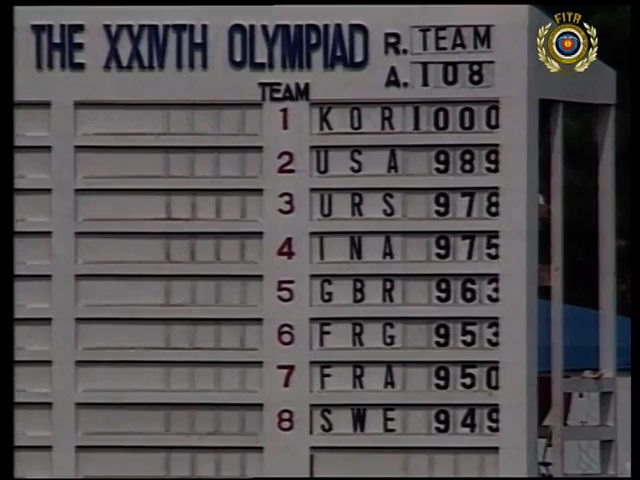 FITA
THE XXIVTH OLYMPIAD R. TEAM
A. 108
TEAM
1 KOR 1000
2 USA 989
3 URS 978
4 INA 975
5 GBR 963
6 FRG 953
7 FRA 950
8 SWE 949